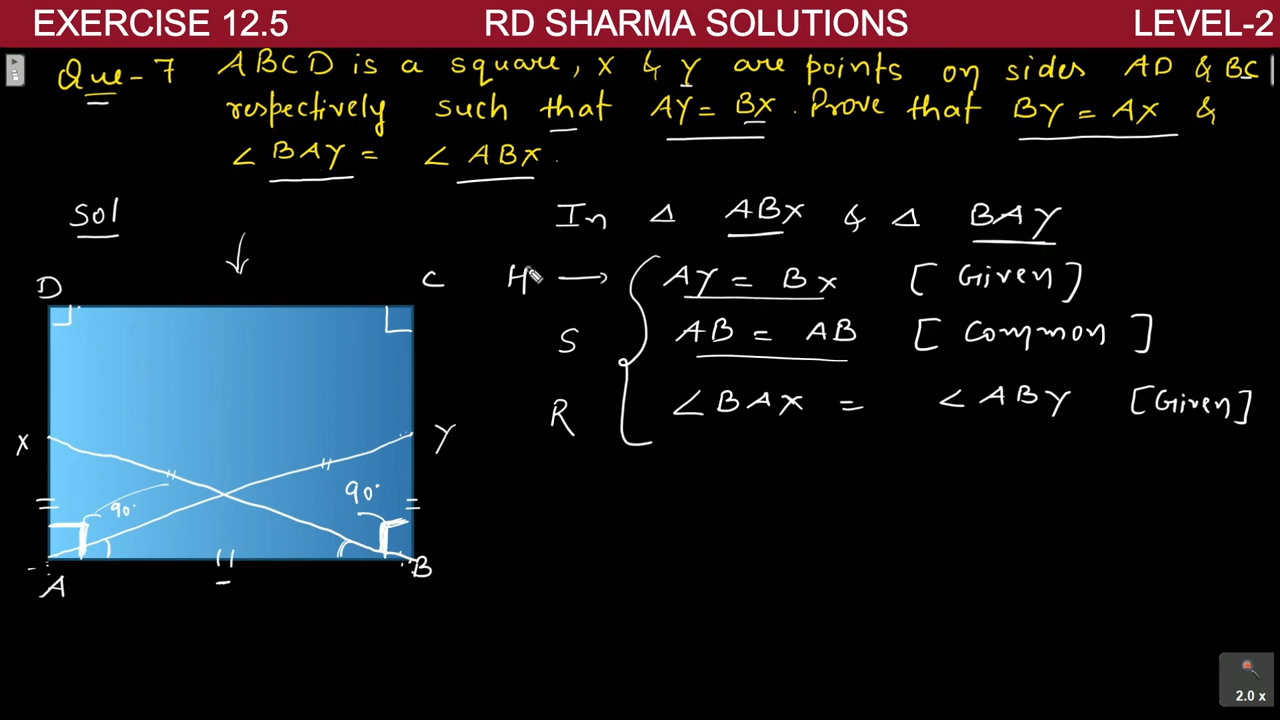 EXERCISE 12.5 RD SHARMA SOLUTIONS LEVEL-2
Que-7 ABCD is a square, X & Y are points on sides AD & BC
respectively such that AY = BX. Prove that BY = AX &
∠BAY = ∠ABX.
Sol
In Δ ABX & Δ BAY
D C
H → AY = BX [Given]
S AB = AB [Common]
R ∠BAX = ∠ABY [Given]
X Y
90° 90°
A B
2.0 x